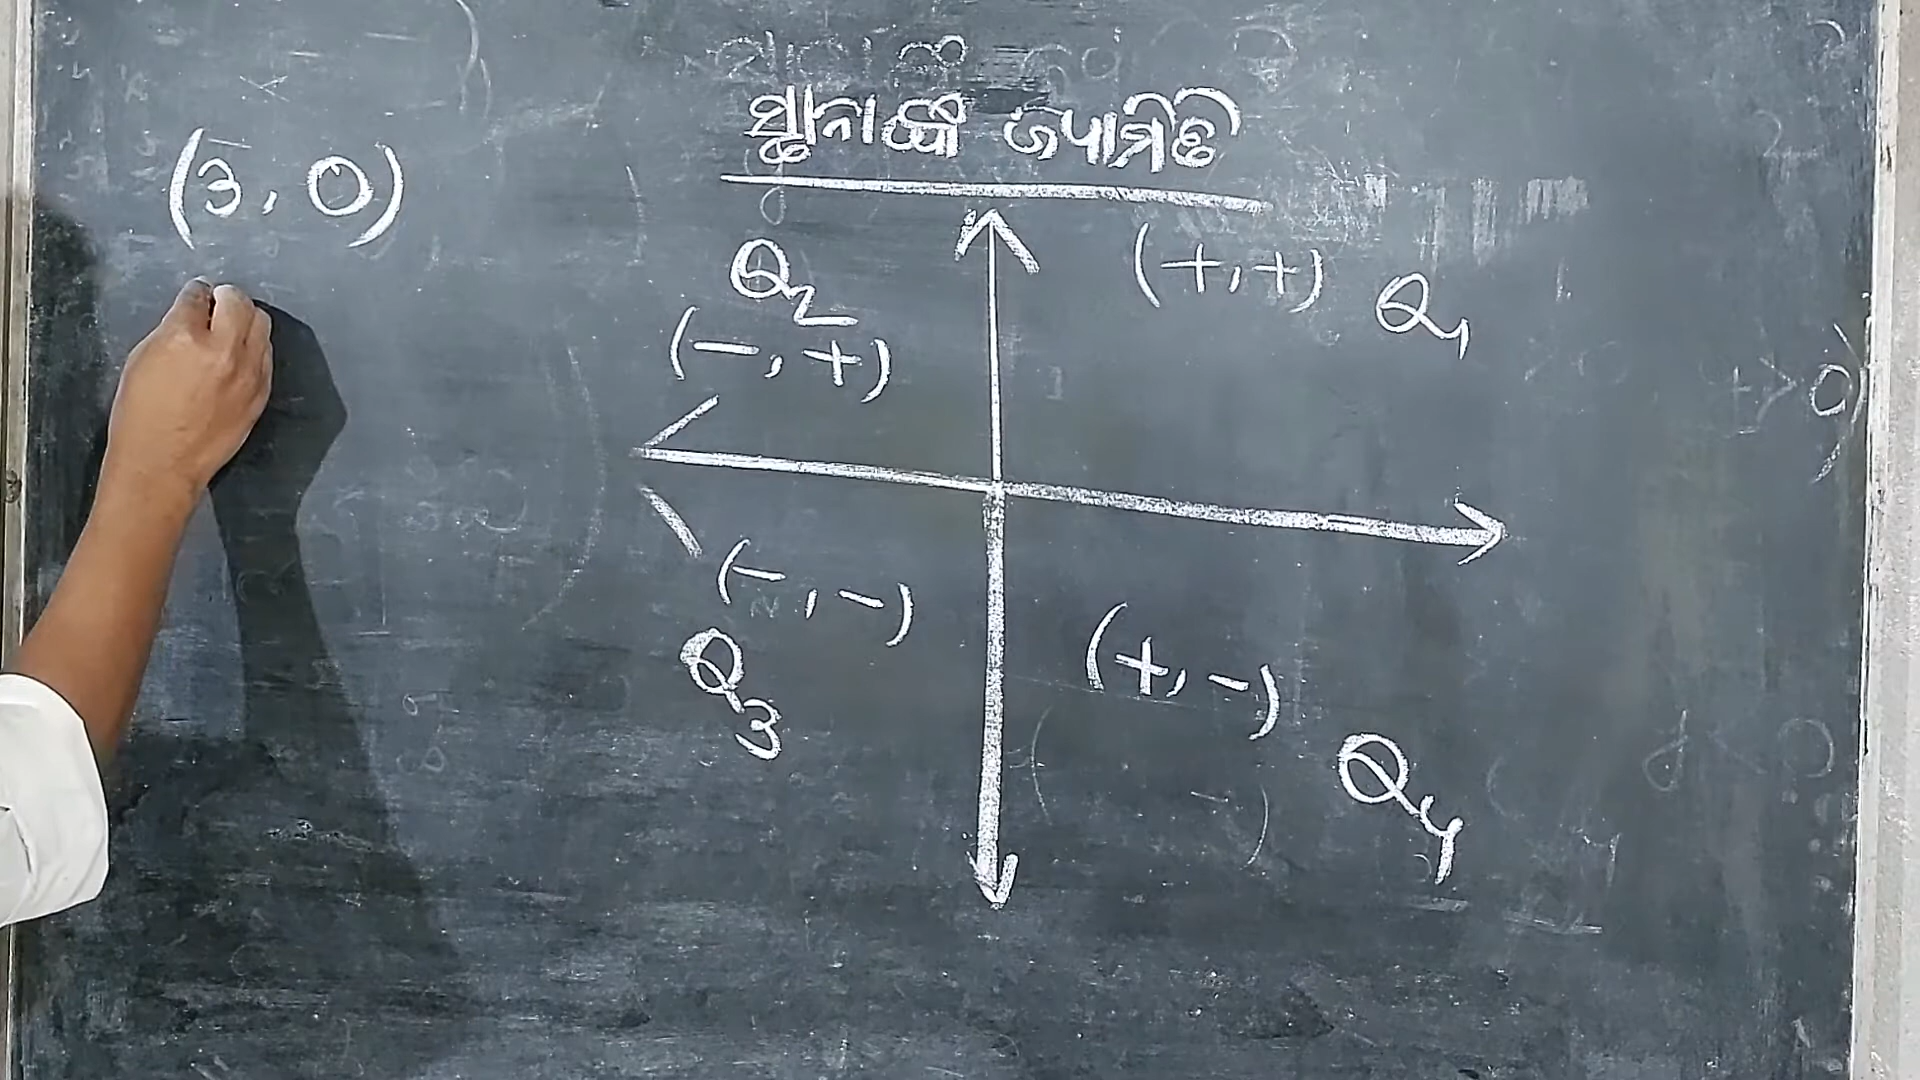 ସ୍ଥାନାଙ୍କ ଜ୍ୟାମିତି
(3, 0)
Q2
(-, +)
(+, +) Q1
(-, -)
Q3
(+, -)
Q4